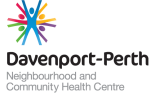 Davenport-Perth
Neighbourhood and
Community Health Centre